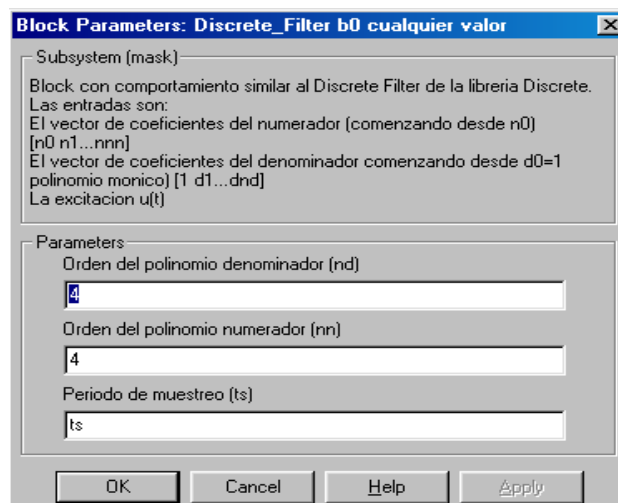 Block Parameters: Discrete_Filter b0 cualquier valor
Subsystem (mask)
Block con comportamiento similar al Discrete Filter de la libreria Discrete.
Las entradas son:
El vector de coeficientes del numerador (comenzando desde n0)
[n0 n1...nnn]
El vector de coeficientes del denominador comenzando desde d0=1
polinomio monico) [1 d1...dnd]
La excitacion u(t)
Parameters
Orden del polinomio denominador (nd)
4
Orden del polinomio numerador (nn)
4
Periodo de muestreo (ts)
ts
OK Cancel Help Apply